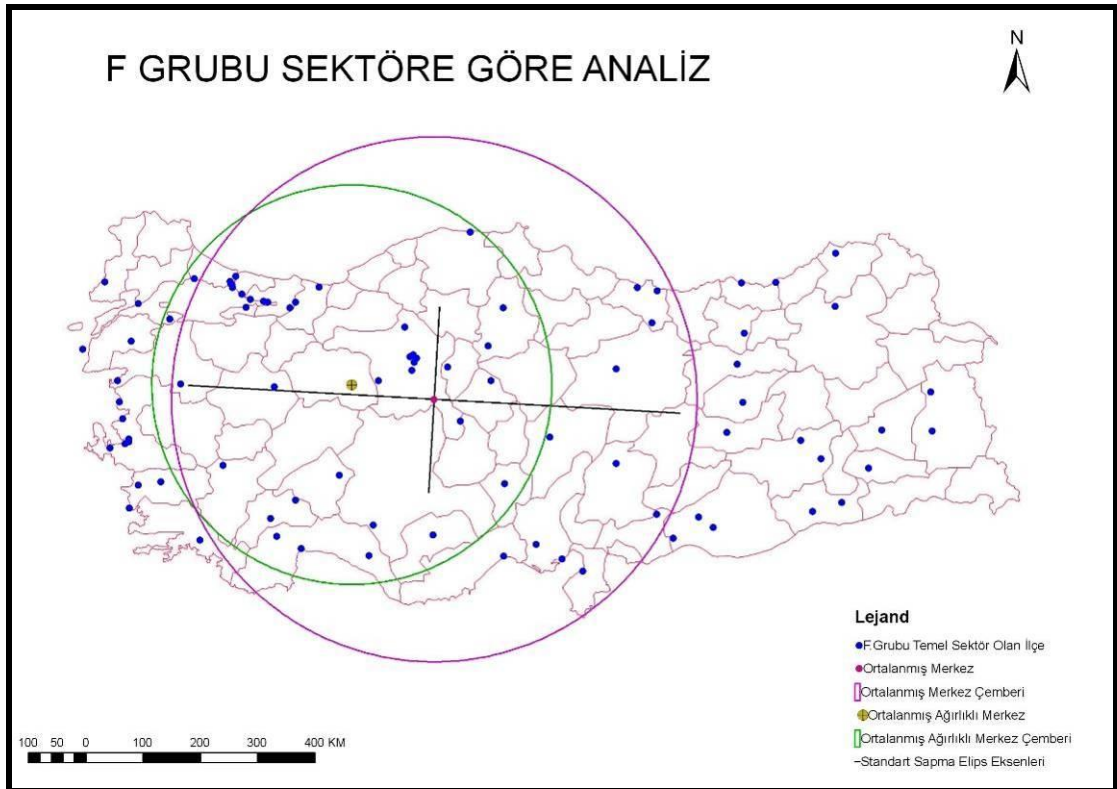 F GRUBU SEKTÖRE GÖRE ANALİZ
N
Lejand
F.Grubu Temel Sektör Olan İlçe
Ortalanmış Merkez
Ortalanmış Merkez Çemberi
Ortalanmış Ağırlıklı Merkez
Ortalanmış Ağırlıklı Merkez Çemberi
Standart Sapma Elips Eksenleri
100 50 0 100 200 300 400 KM